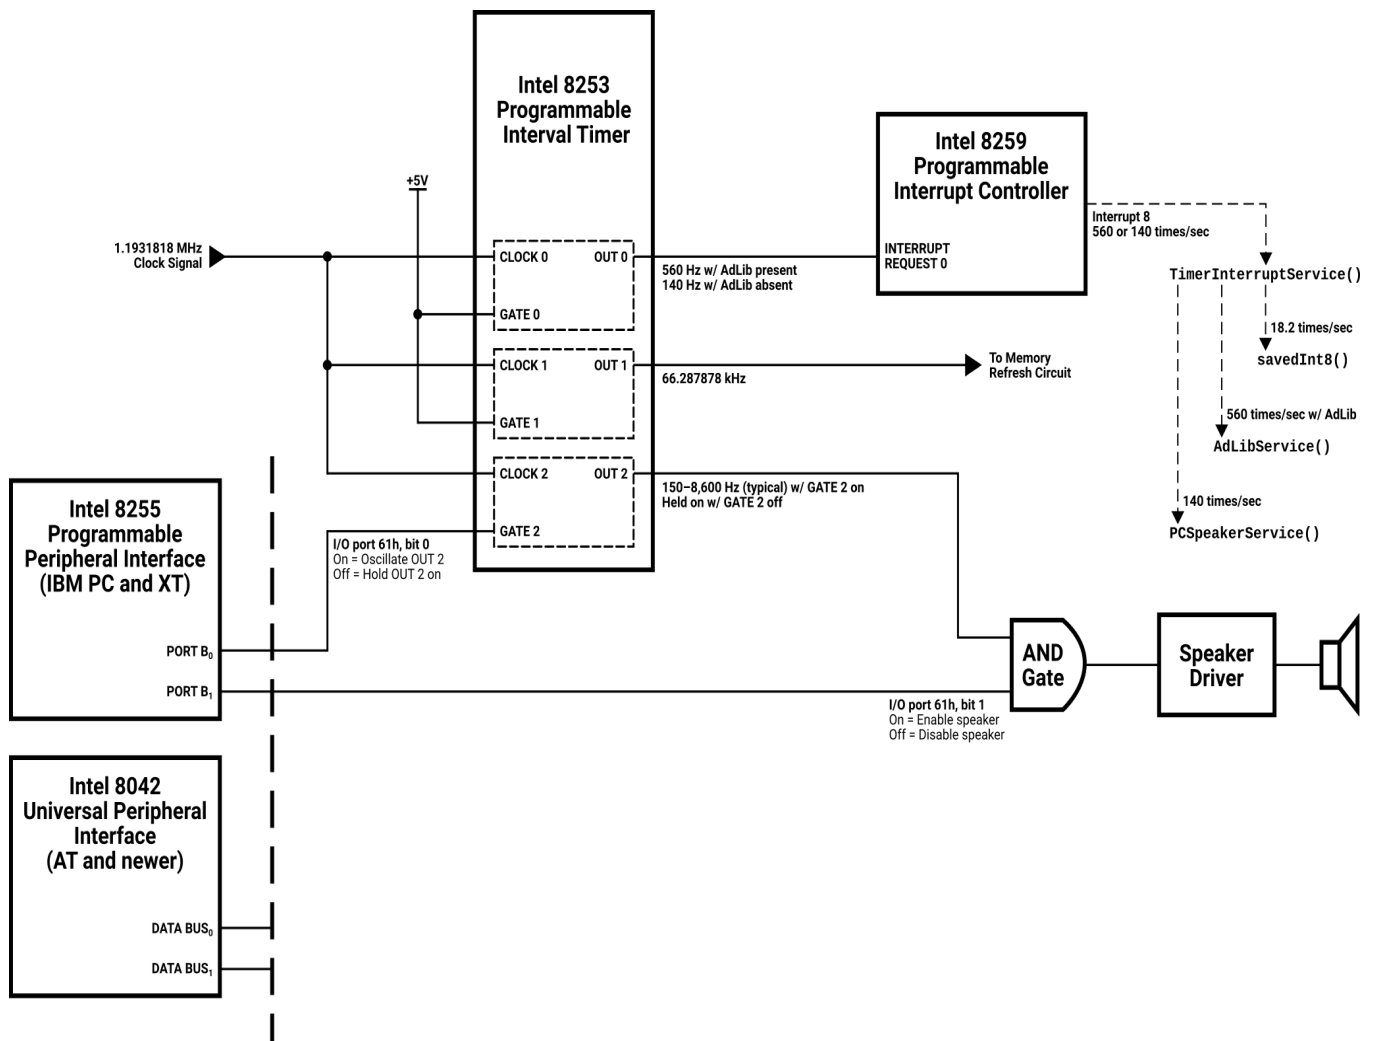 Intel 8253
Programmable
Interval Timer
Intel 8259
Programmable
Interrupt Controller
+5V
Interrupt 8
560 or 140 times/sec
1.1931818 MHz
Clock Signal
CLOCK 0
OUT 0
560 Hz w/ AdLib present
140 Hz w/ AdLib absent
INTERRUPT
REQUEST 0
TimerInterruptService()
GATE 0
18.2 times/sec
savedInt8()
CLOCK 1
OUT 1
66.287878 kHz
To Memory
Refresh Circuit
GATE 1
560 times/sec w/ AdLib
AdLibService()
CLOCK 2
OUT 2
150–8,600 Hz (typical) w/ GATE 2 on
Held on w/ GATE 2 off
140 times/sec
PCSpeakerService()
GATE 2
I/O port 61h, bit 0
On = Oscillate OUT 2
Off = Hold OUT 2 on
Intel 8255
Programmable
Peripheral Interface
(IBM PC and XT)
PORT B0
PORT B1
AND
Gate
Speaker
Driver
I/O port 61h, bit 1
On = Enable speaker
Off = Disable speaker
Intel 8042
Universal Peripheral
Interface
(AT and newer)
DATA BUS0
DATA BUS1